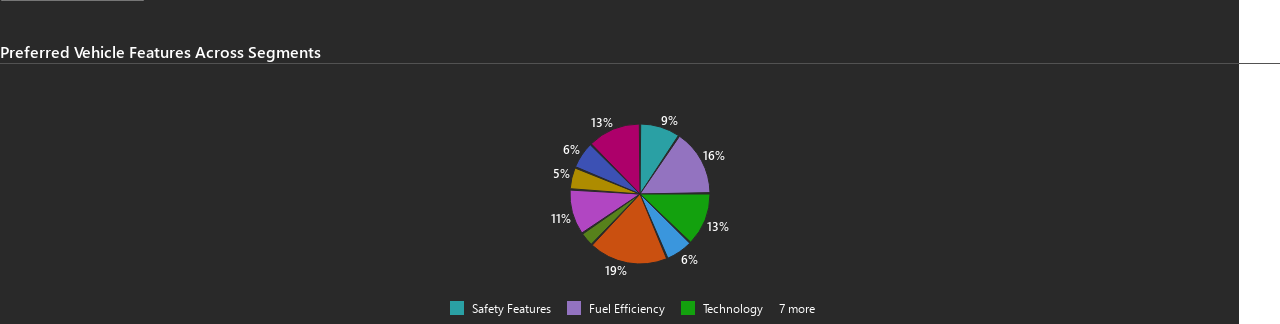 Preferred Vehicle Features Across Segments
13%
9%
6%
16%
5%
11%
13%
6%
19%
Safety Features
Fuel Efficiency
Technology
7 more